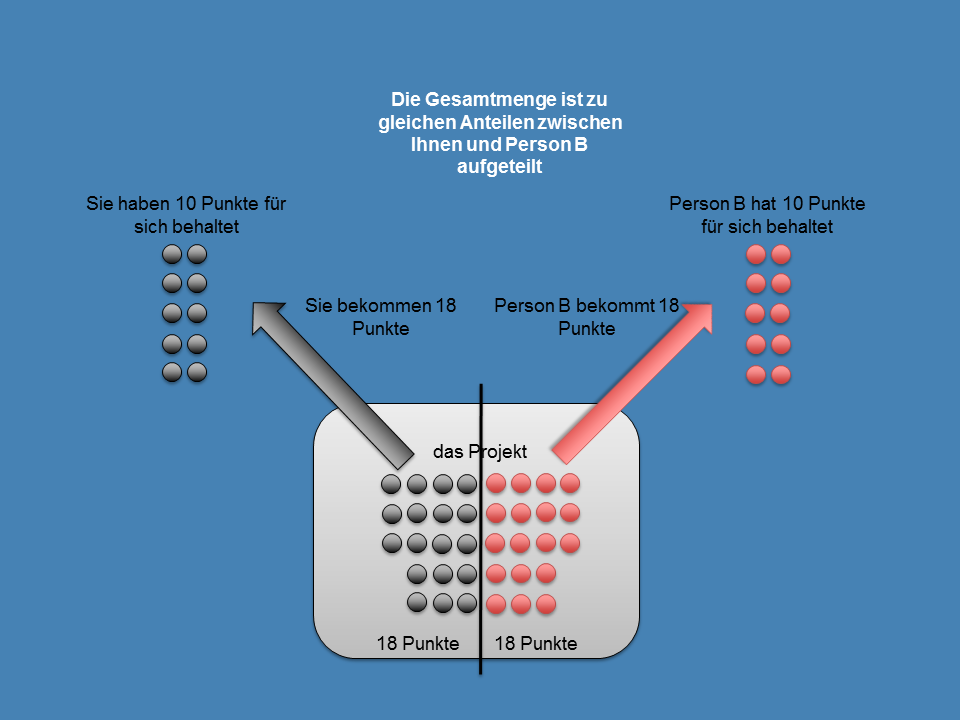 Die Gesamtmenge ist zu
gleichen Anteilen zwischen
Ihnen und Person B
aufgeteilt
Sie haben 10 Punkte für
sich behaltet
Person B hat 10 Punkte
für sich behaltet
Sie bekommen 18
Punkte
Person B bekommt 18
Punkte
das Projekt
18 Punkte
18 Punkte